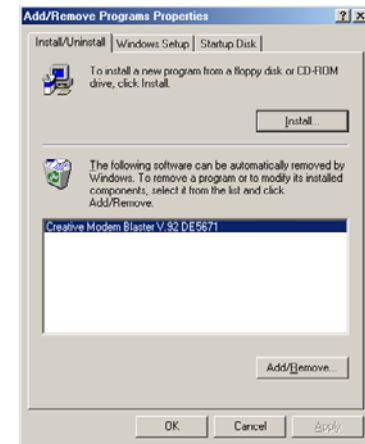 Add/Remove Programs Properties
Install/Uninstall Windows Setup Startup Disk
To install a new program from a floppy disk or CD-ROM
drive, click Install.
Install...
The following software can be automatically removed by
Windows. To remove a program or to modify its installed
components, select it from the list and click
Add/Remove.
Creative Modem Blaster V.92 DE5671
Add/Remove...
OK Cancel Apply